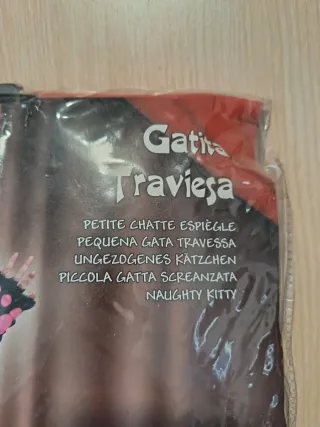 Gatita
Traviesa
PETITE CHATTE ESPIÈGLE
PEQUENA GATA TRAVESSA
UNGEZOGENES KÄTZCHEN
PICCOLA GATTA SCREANZATA
NAUGHTY KITTY